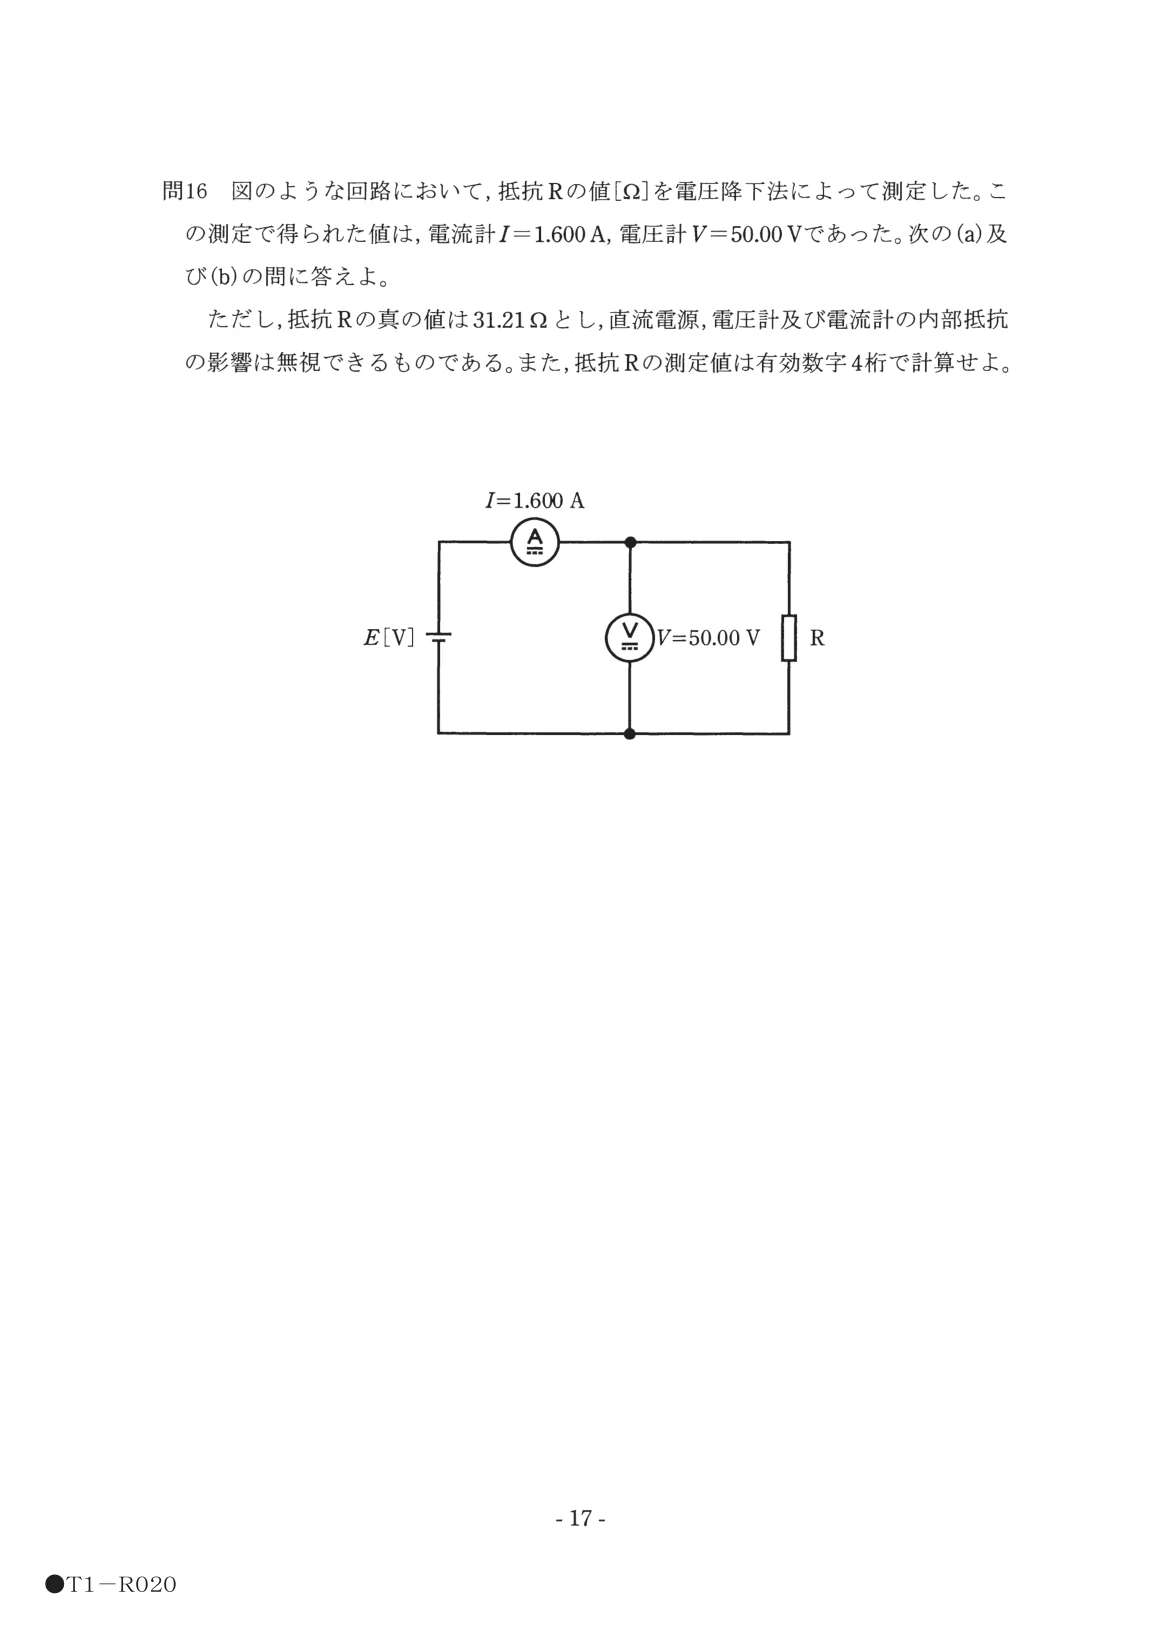 問16 図のような回路において,抵抗Rの値[Ω]を電圧降下法によって測定した。こ
の測定で得られた値は,電流計I=1.600 A,電圧計V=50.00 Vであった。次の(a)及
び(b)の問に答えよ。
ただし,抵抗Rの真の値は31.21 Ωとし,直流電源,電圧計及び電流計の内部抵抗
の影響は無視できるものである。また,抵抗Rの測定値は有効数字4桁で計算せよ。
I=1.600 A
A
E[V]
V
V=50.00 V
R
- 17 -
●T1-R020